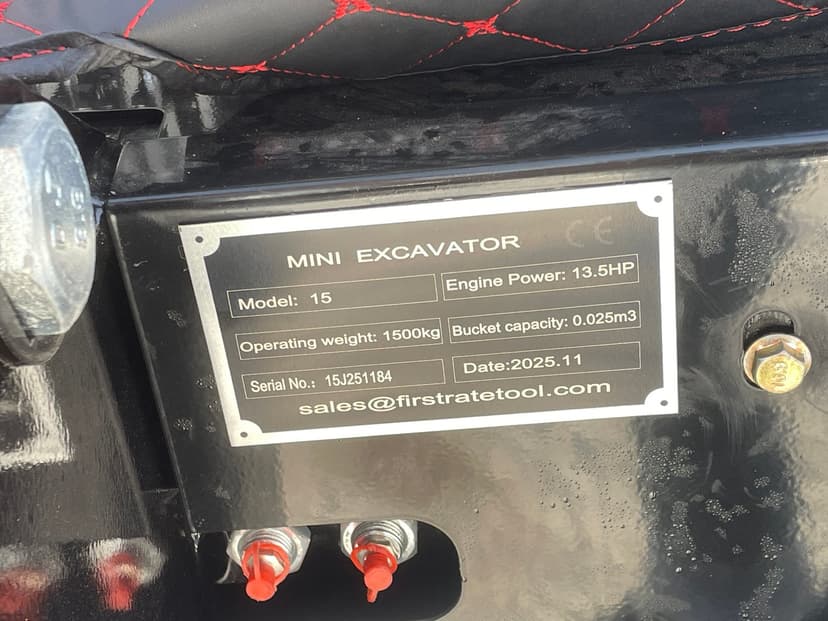 MINI EXCAVATOR CE
Model: 15
Engine Power: 13.5HP
Operating weight: 1500kg
Bucket capacity: 0.025m3
Serial No.: 15J251184
Date:2025.11
sales@firstratetool.com